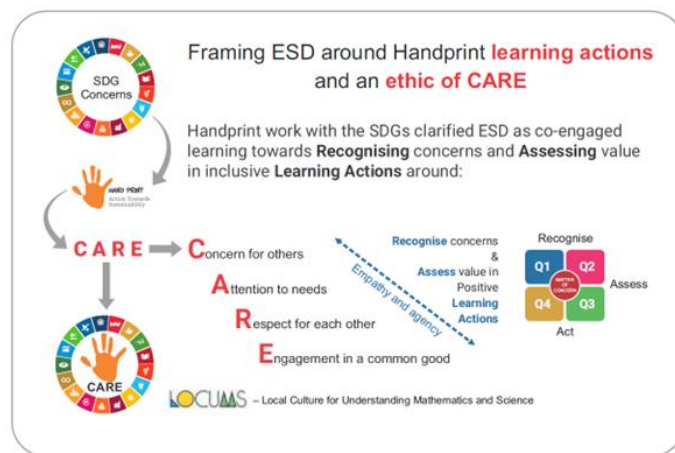 SDG
Concerns
Framing ESD around Handprint learning actions
and an ethic of CARE
Handprint work with the SDGs clarified ESD as co-engaged
learning towards Recognising concerns and Assessing value
in inclusive Learning Actions around:
HAND PRINT
Action Towards
Sustainability
CARE
Concern for others
Attention to needs
Respect for each other
Engagement in a common good
Empathy and agency
Recognise concerns
&
Assess value in
Positive
Learning
Actions
Recognise
Q1 Q2
MATTER
OF
CONCERN
Assess
Q4 Q3
Act
CARE
LOCUMS – Local Culture for Understanding Mathematics and Science